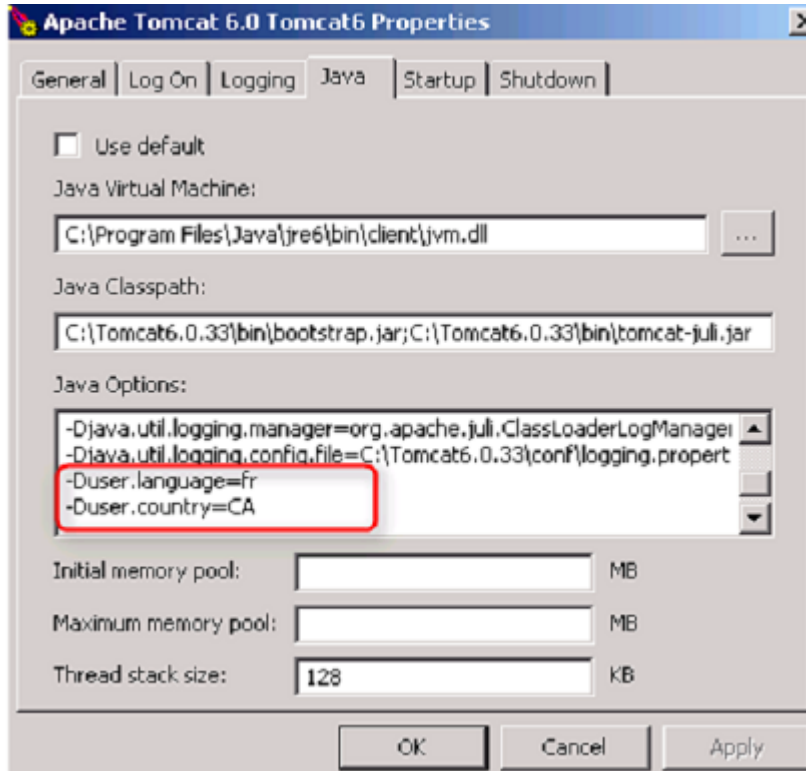 Apache Tomcat 6.0 Tomcat6 Properties
General Log On Logging Java Startup Shutdown
Use default
Java Virtual Machine:
C:\Program Files\Java\jre6\bin\client\jvm.dll
...
Java Classpath:
C:\Tomcat6.0.33\bin\bootstrap.jar;C:\Tomcat6.0.33\bin\tomcat-juli.jar
Java Options:
-Djava.util.logging.manager=org.apache.juli.ClassLoaderLogManager
-Djava.util.logging.config.file=C:\Tomcat6.0.33\conf\logging.propert
-Duser.language=fr
-Duser.country=CA
Initial memory pool: MB
Maximum memory pool: MB
Thread stack size: 128 KB
OK Cancel Apply